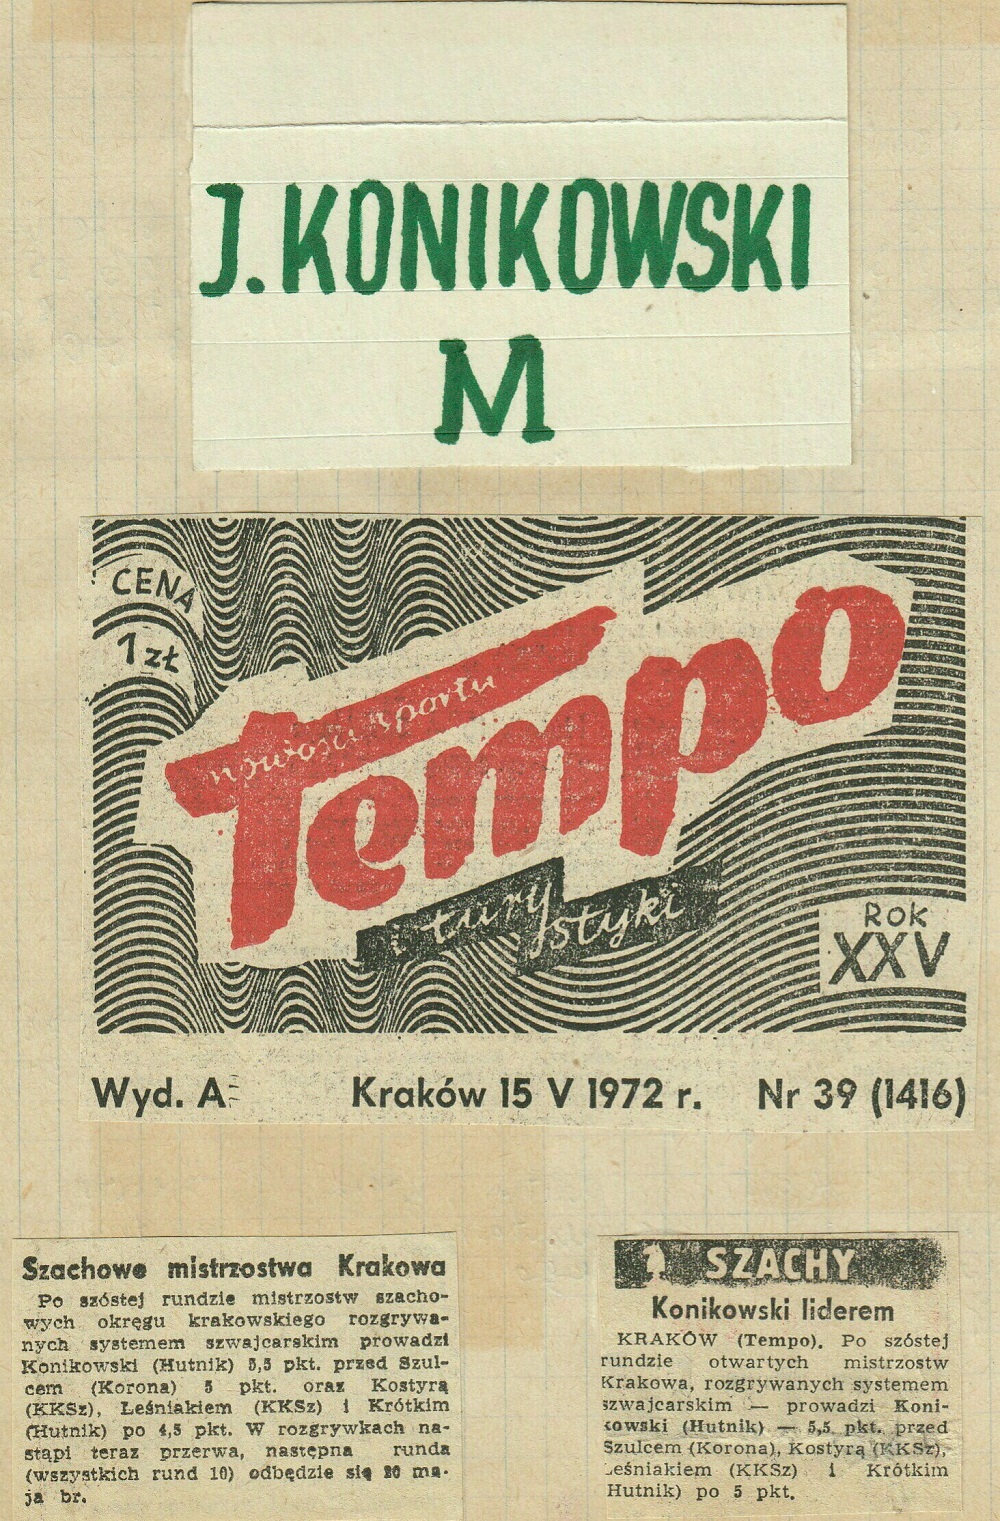 J. KONIKOWSKI
M
CENA
1 zł
nowości sportu
Tempo
i turystyki
ROK
XXV
Wyd. A
Kraków 15 V 1972 r. Nr 39 (1416)
Szachowe mistrzostwa Krakowa
Po szóstej rundzie mistrzostw szacho-
wych okręgu krakowskiego rozgrywa-
nych systemem szwajcarskim prowadzi
Konikowski (Hutnik) 5,5 pkt. przed Szul-
cem (Korona) 5 pkt. oraz Kostyrą
(KKSz), Leśniakiem (KKSz) i Krótkim
(Hutnik) po 4,5 pkt. W rozgrywkach na-
stąpi teraz przerwa, następna runda
(wszystkich rund 10) odbędzie się 20 ma-
ja br.
SZACHY
Konikowski liderem
KRAKÓW (Tempo). Po szóstej
rundzie otwartych mistrzostw
Krakowa, rozgrywanych systemem
szwajcarskim — prowadzi Koni-
kowski (Hutnik) — 5,5 pkt. przed
Szulcem (Korona), Kostyrą (KKSz),
Leśniakiem (KKSz) i Krótkim
Hutnik) po 5 pkt.